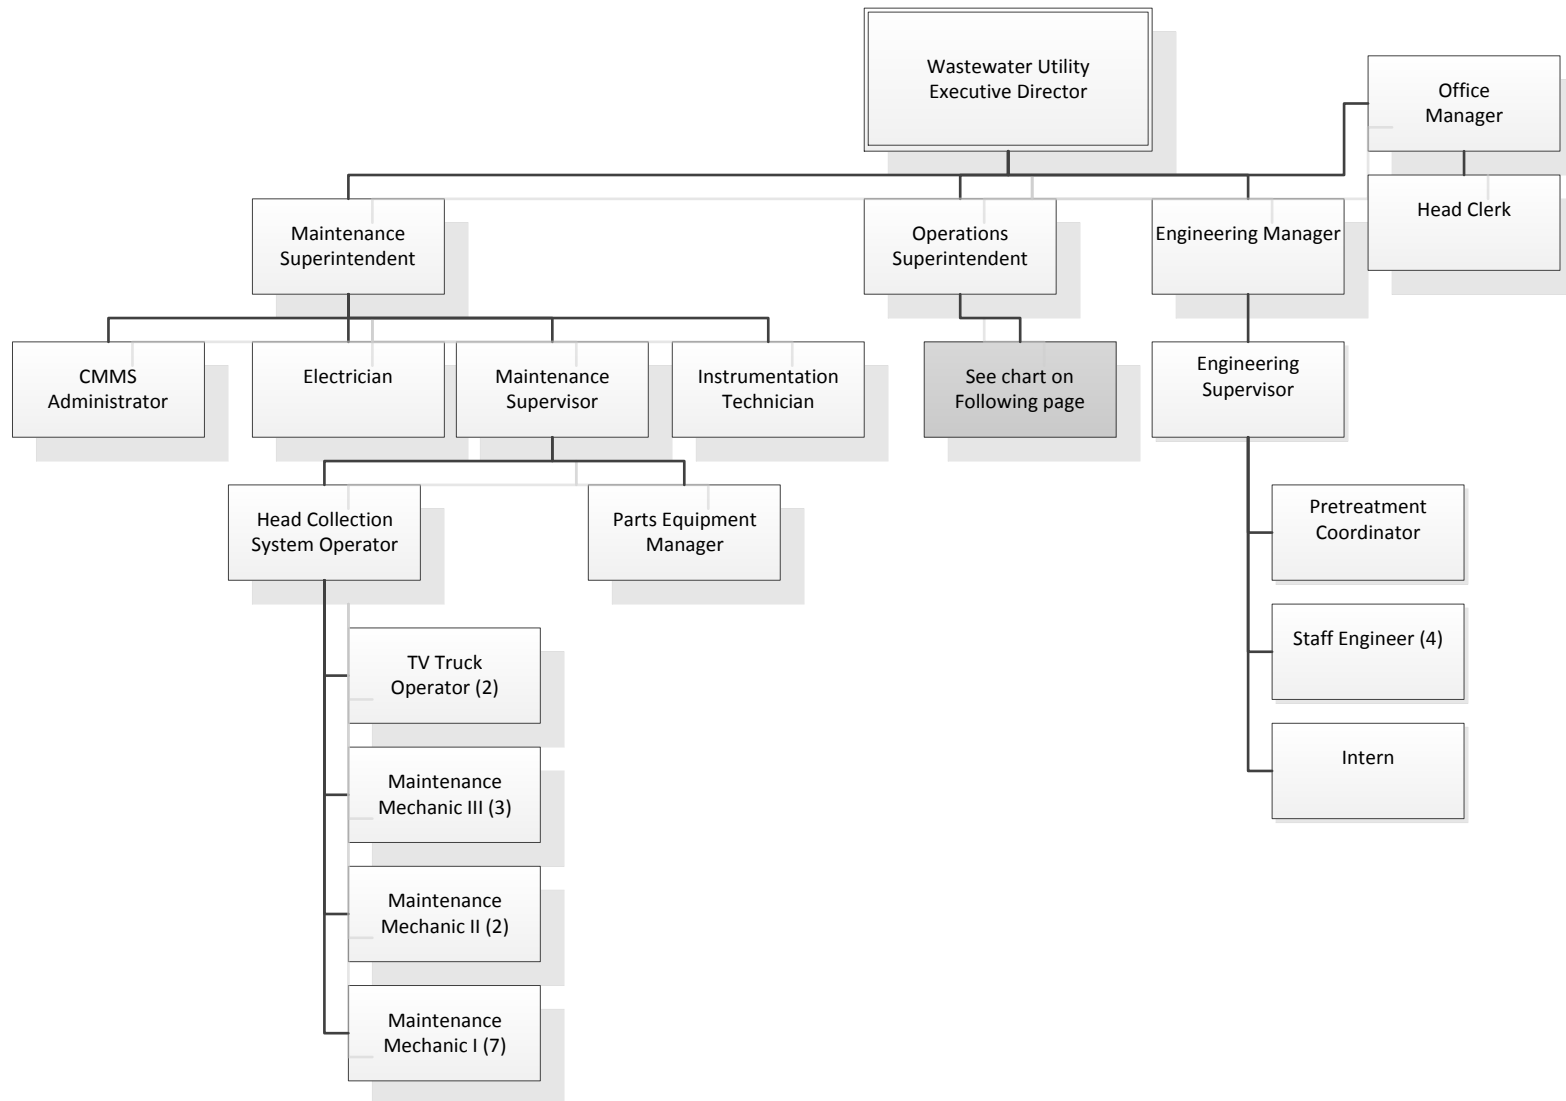 Wastewater Utility
Executive Director
Office
Manager
Head Clerk
Maintenance
Superintendent
Operations
Superintendent
Engineering Manager
CMMS
Administrator
Electrician
Maintenance
Supervisor
Instrumentation
Technician
See chart on
Following page
Engineering
Supervisor
Head Collection
System Operator
Parts Equipment
Manager
Pretreatment
Coordinator
Staff Engineer (4)
Intern
TV Truck
Operator (2)
Maintenance
Mechanic III (3)
Maintenance
Mechanic II (2)
Maintenance
Mechanic I (7)